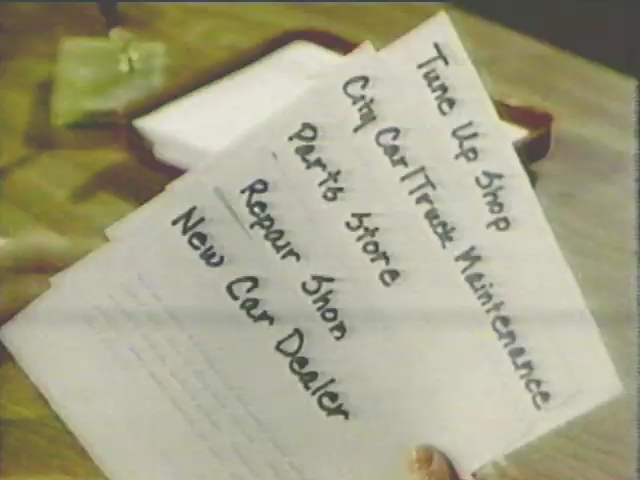 Tune Up Shop
City Car/Truck Maintenance
Parts Store
Repair Shop
New Car Dealer